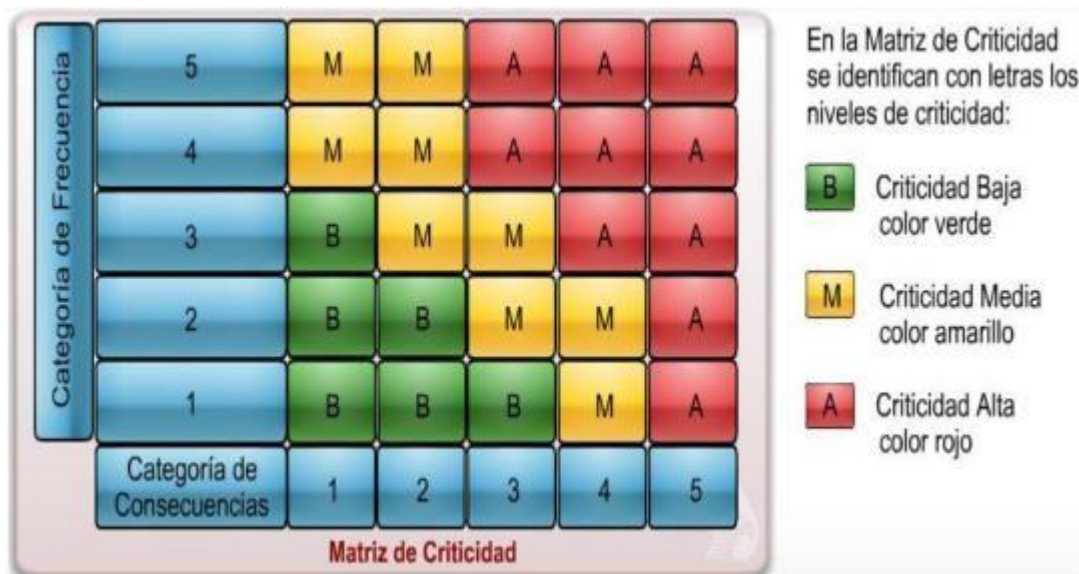 Categoría de Frecuencia
5 M M A A A
4 M M A A A
3 B M M A A
2 B B M M A
1 B B B M A
Categoría de
Consecuencias
1 2 3 4 5
Matriz de Criticidad
En la Matriz de Criticidad
se identifican con letras los
niveles de criticidad:
B Criticidad Baja
color verde
M Criticidad Media
color amarillo
A Criticidad Alta
color rojo